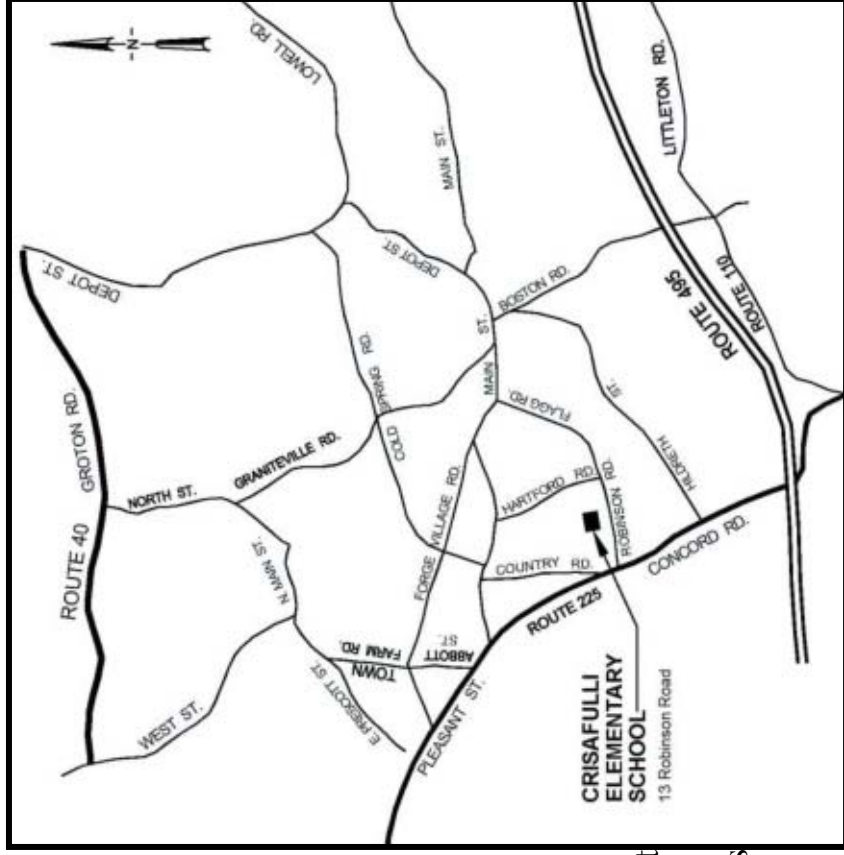 N
LOWELL RD.
MAIN ST.
LITTLETON RD.
DEPOT ST.
DEPOT ST.
BOSTON RD.
ROUTE 495
ROUTE 110
ROUTE 40 GROTON RD.
NORTH ST.
GRANITEVILLE RD.
COLD SPRING RD.
MAIN ST.
FLAGG RD.
HILDRETH ST.
N. MAIN ST.
FORGE VILLAGE RD.
HARTFORD RD.
ROBINSON RD.
COUNTRY RD.
CONCORD RD.
ROUTE 225
WEST ST.
E. PRESCOTT ST.
TOWN FARM RD.
ABBOTT ST.
PLEASANT ST.
CRISAFULLI
ELEMENTARY
SCHOOL
13 Robinson Road
t
s